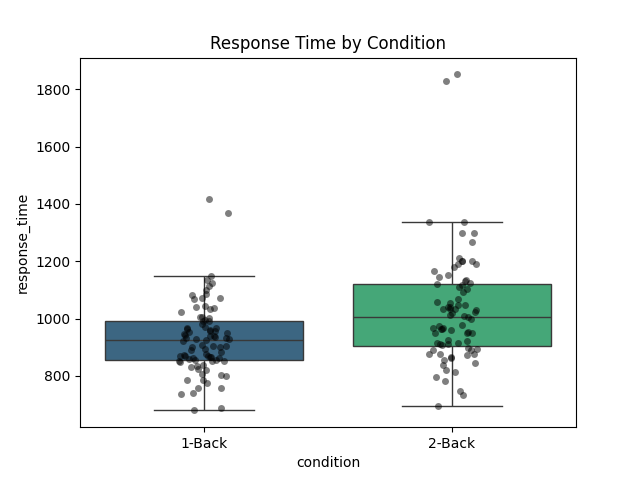 Response Time by Condition
1800
1600
1400
1200
1000
800
response_time
1-Back
2-Back
condition